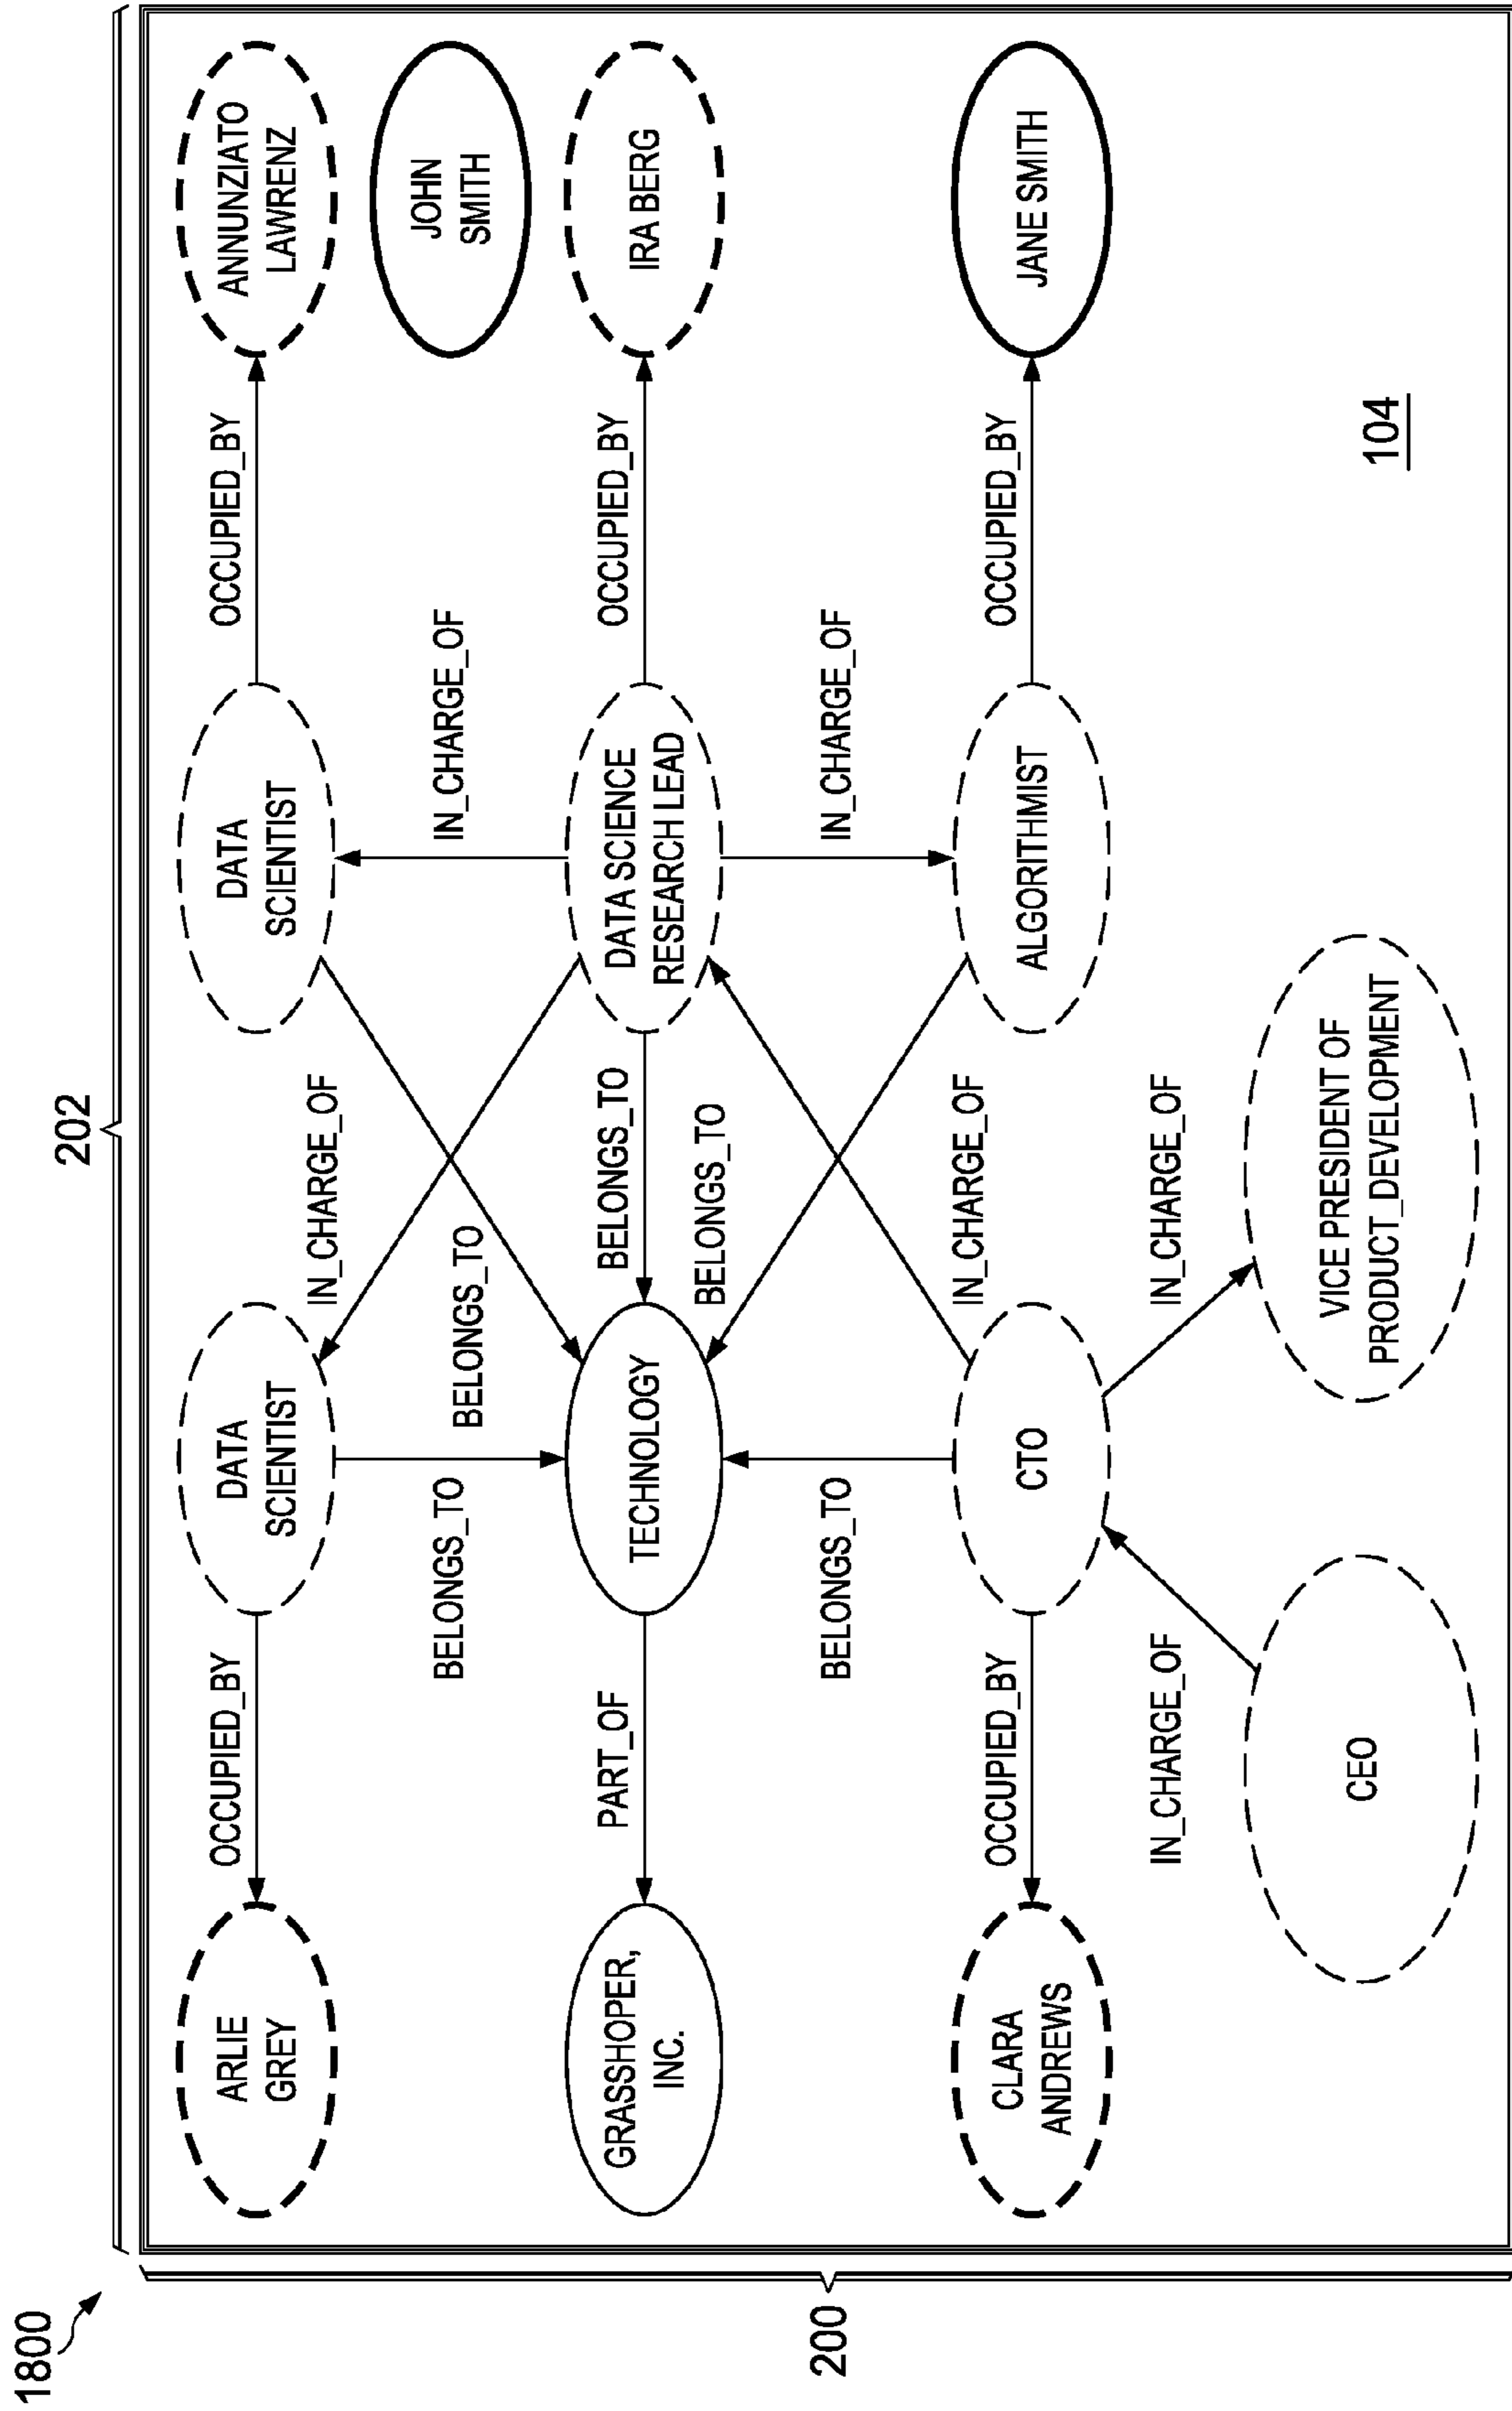 1800
202
200
ARLIE
GREY
OCCUPIED_BY
DATA
SCIENTIST
IN_CHARGE_OF
DATA
SCIENTIST
OCCUPIED_BY
ANNUNZIATO
LAWRENZ
BELONGS_TO
BELONGS_TO
IN_CHARGE_OF
JOHN
SMITH
GRASSHOPER,
INC.
PART_OF
TECHNOLOGY
BELONGS_TO
DATA SCIENCE
RESEARCH LEAD
OCCUPIED_BY
IRA BERG
BELONGS_TO
BELONGS_TO
IN_CHARGE_OF
CLARA
ANDREWS
OCCUPIED_BY
CTO
IN_CHARGE_OF
ALGORITHMIST
OCCUPIED_BY
JANE SMITH
IN_CHARGE_OF
IN_CHARGE_OF
CEO
VICE PRESIDENT OF
PRODUCT_DEVELOPMENT
104